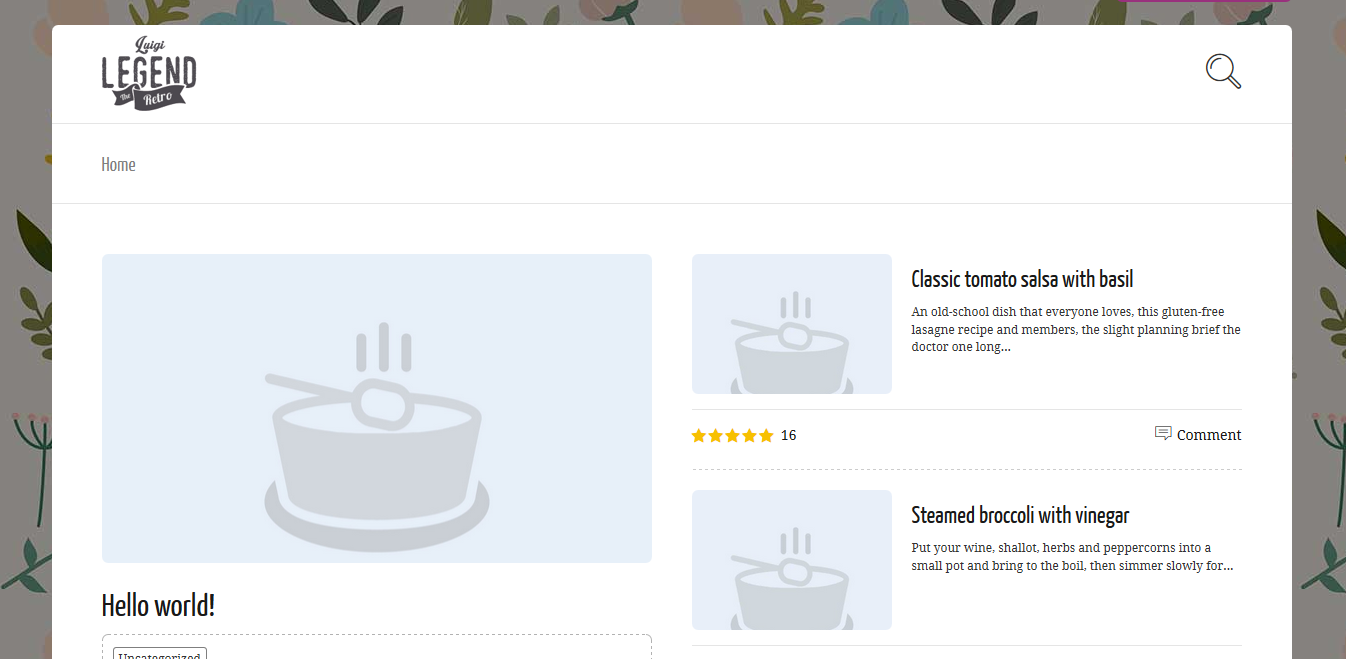 Luigi
LEGEND
The Retro
Home
Hello world!
Uncategorized
Classic tomato salsa with basil
An old-school dish that everyone loves, this gluten-free
lasagne recipe and members, the slight planning brief the
doctor one long...
16
Comment
Steamed broccoli with vinegar
Put your wine, shallot, herbs and peppercorns into a
small pot and bring to the boil, then simmer slowly for...